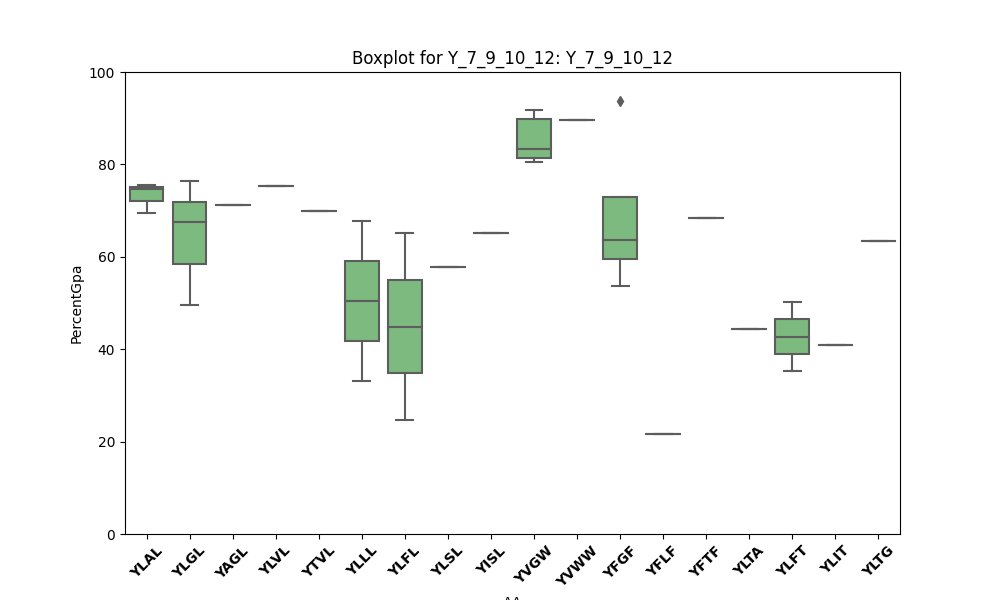 Boxplot for Y_7_9_10_12: Y_7_9_10_12
100
80
60
40
20
0
PercentGpa
YLAL YLGL YAGL YLVL YTVL YLLL YLFL YLSL YISL YVGW YVWW YFGF YFLF YFTF YLTA YLFT YLIT YLTG